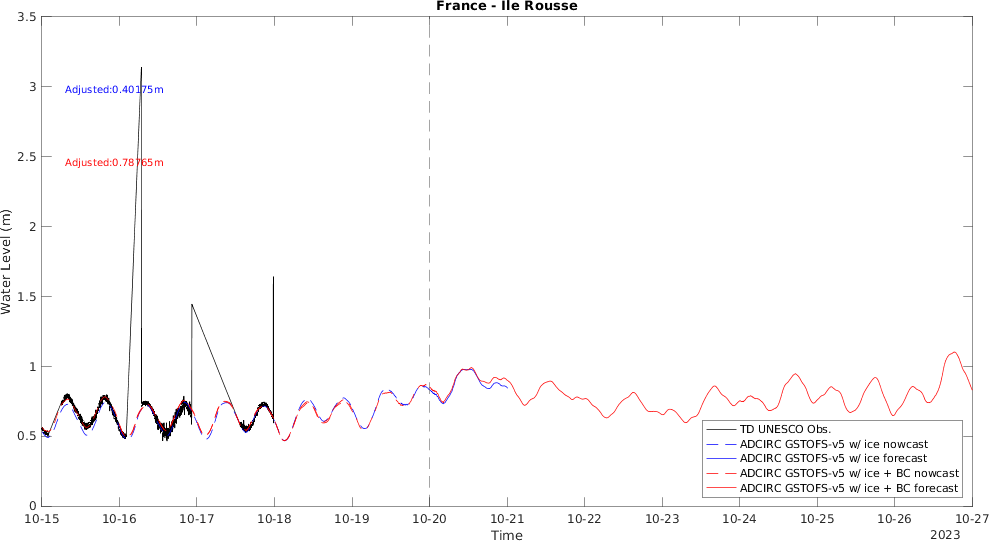 France - Ile Rousse
Water Level (m)
3.5
3
2.5
2
1.5
1
0.5
0
Adjusted:0.40175m
Adjusted:0.78765m
TD UNESCO Obs.
ADCIRC GSTOFS-v5 w/ ice nowcast
ADCIRC GSTOFS-v5 w/ ice forecast
ADCIRC GSTOFS-v5 w/ ice + BC nowcast
ADCIRC GSTOFS-v5 w/ ice + BC forecast
10-15 10-16 10-17 10-18 10-19 10-20 10-21 10-22 10-23 10-24 10-25 10-26 10-27
Time
2023